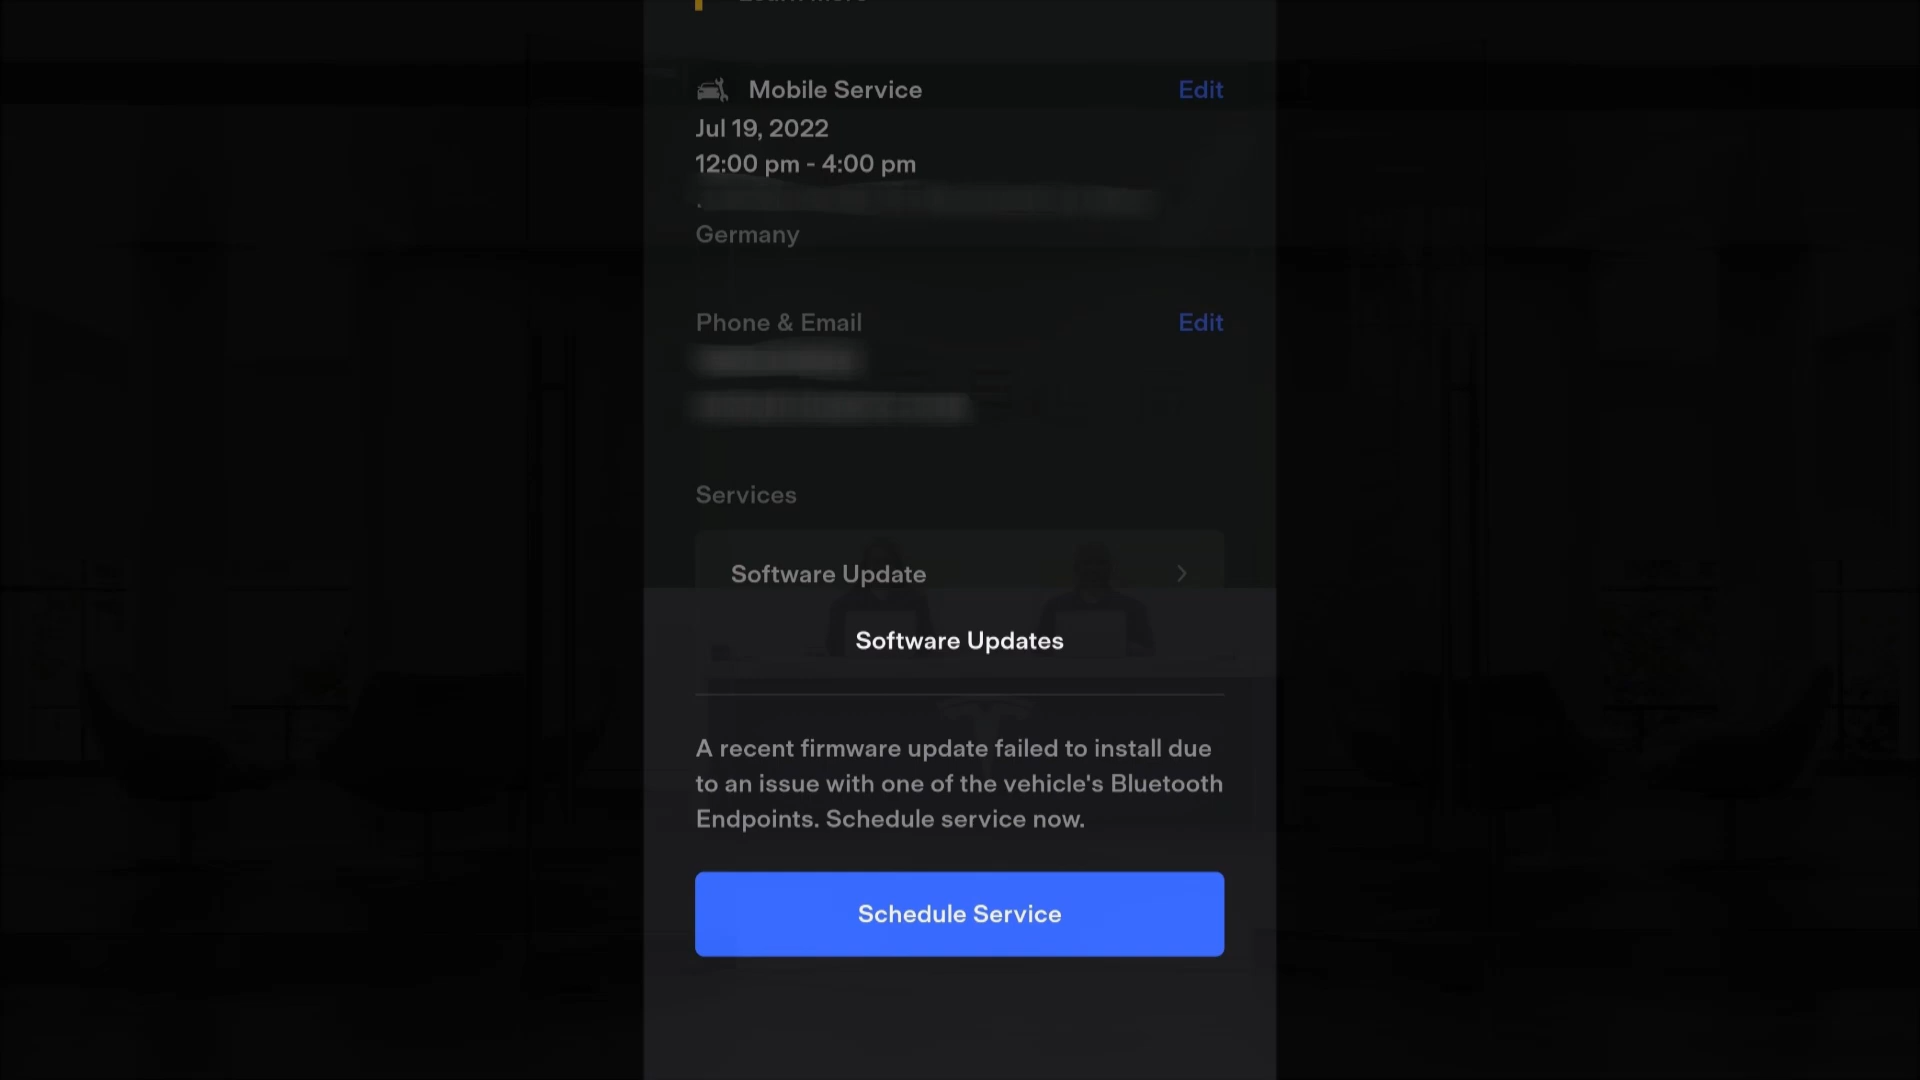 Mobile Service
Edit
Jul 19, 2022
12:00 pm - 4:00 pm
Germany
Phone & Email
Edit
Services
Software Update
Software Updates
A recent firmware update failed to install due
to an issue with one of the vehicle's Bluetooth
Endpoints. Schedule service now.
Schedule Service